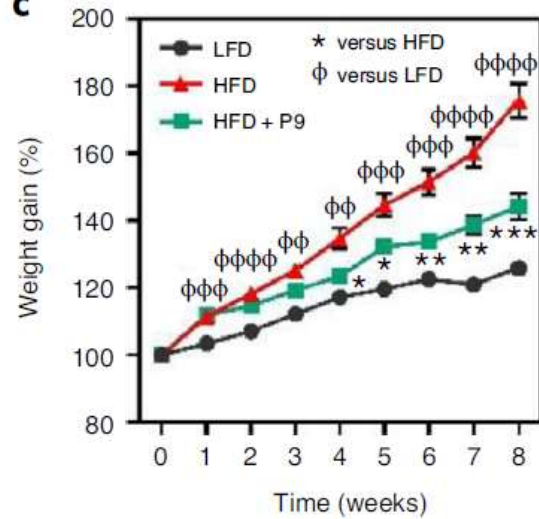 c
200
180
160
140
120
100
80
Weight gain (%)
LFD
HFD
HFD + P9
* versus HFD
ϕ versus LFD
ϕϕϕ
ϕϕϕϕ
ϕϕ
ϕϕ
ϕϕϕ
ϕϕϕ
ϕϕϕϕ
ϕϕϕϕ
*
*
**
**
***
0 1 2 3 4 5 6 7 8
Time (weeks)